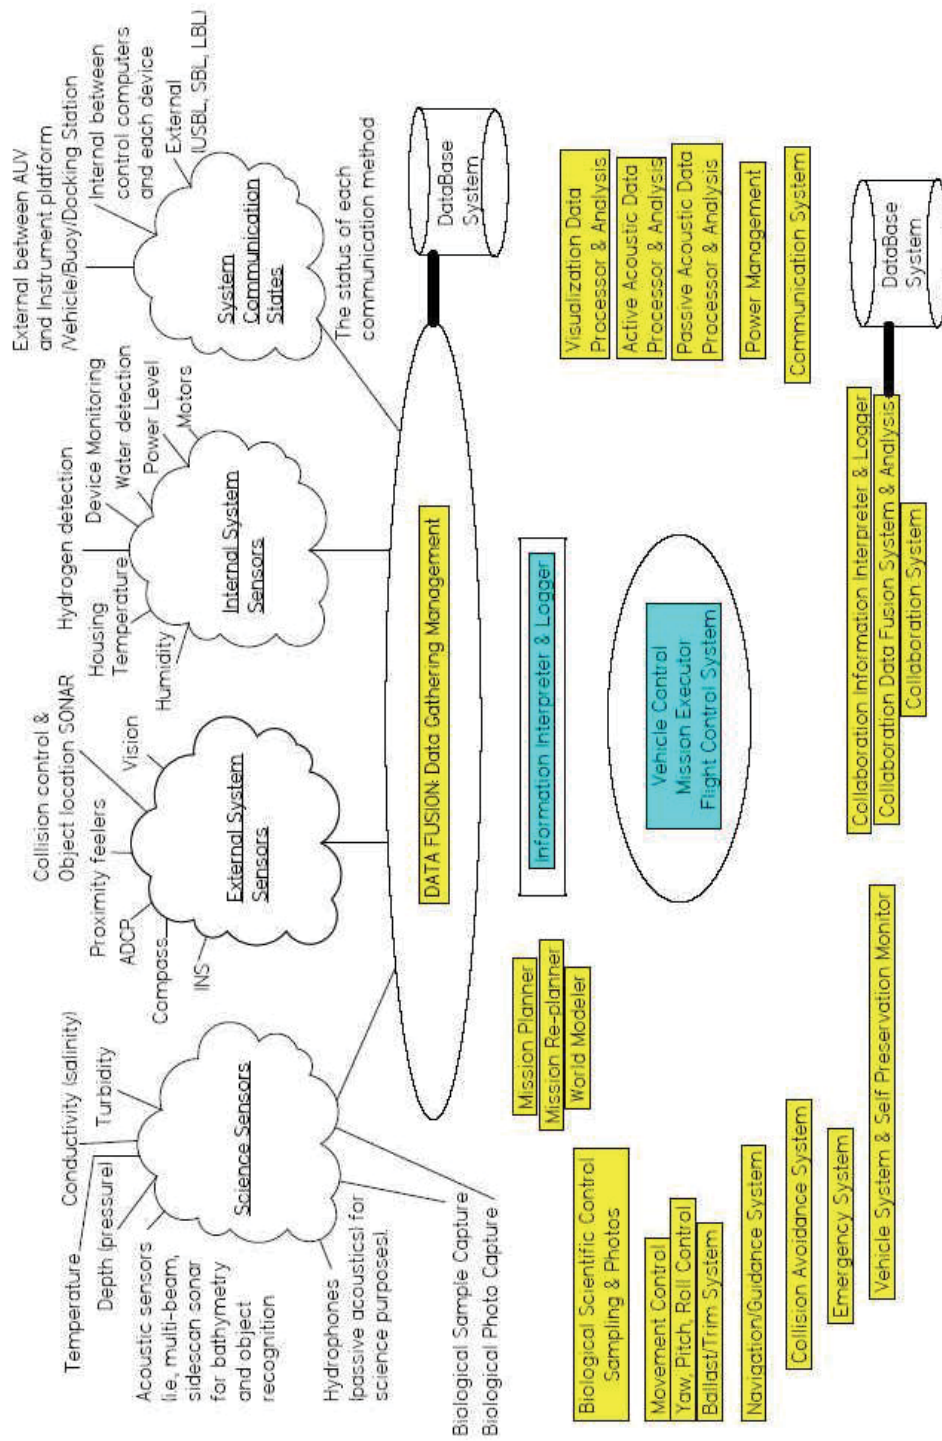 Temperature
Conductivity (salinity)
Depth (pressure)
Turbidity
Acoustic sensors
(i.e., multi-beam,
sidescan sonar
for bathymetry
and object
recognition
Hydrophones
(passive acoustics) for
science purposes).
Biological Sample Capture
Biological Photo Capture
Science Sensors
Collision control &
Object location SONAR
Proximity feelers
ADCP
Compass
INS
Vision
External System
Sensors
Hydrogen detection
Housing
Temperature
Humidity
Device Monitoring
Water detection
Power Level
Motors
Internal System
Sensors
External between AUV
and Instrument platform
/Vehicle/Buoy/Docking Station
Internal between
control computers
and each device
External
(USBL, SBL, LBL)
System
Communication
States
The status of each
communication method
DATA FUSION: Data Gathering Management
DataBase
System
Mission Planner
Mission Re-planner
World Modeler
Information Interpreter & Logger
Biological Scientific Control
Sampling & Photos
Movement Control
Yaw, Pitch, Roll Control
Ballast/Trim System
Navigation/Guidance System
Collision Avoidance System
Emergency System
Vehicle System & Self Preservation Monitor
Vehicle Control
Mission Executor
Flight Control System
Visualization Data
Processor & Analysis
Active Acoustic Data
Processor & Analysis
Passive Acoustic Data
Processor & Analysis
Power Management
Communication System
Collaboration Information Interpreter & Logger
Collaboration Data Fusion System & Analysis
Collaboration System
DataBase
System